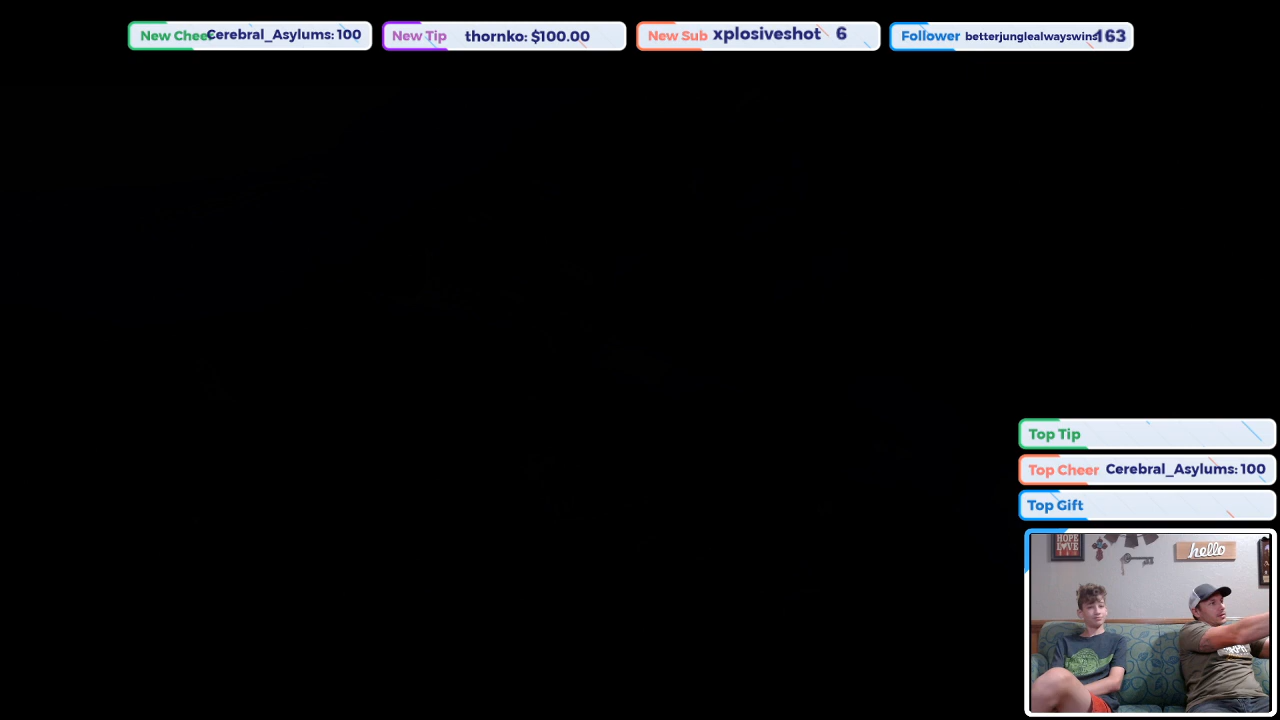 New Cheer Cerebral_Asylums: 100
New Tip thornko: $100.00
New Sub xplosiveshot 6
Follower betterjunglealwayswins 163
Top Tip
Top Cheer Cerebral_Asylums: 100
Top Gift
HOPE
LOVE
hello